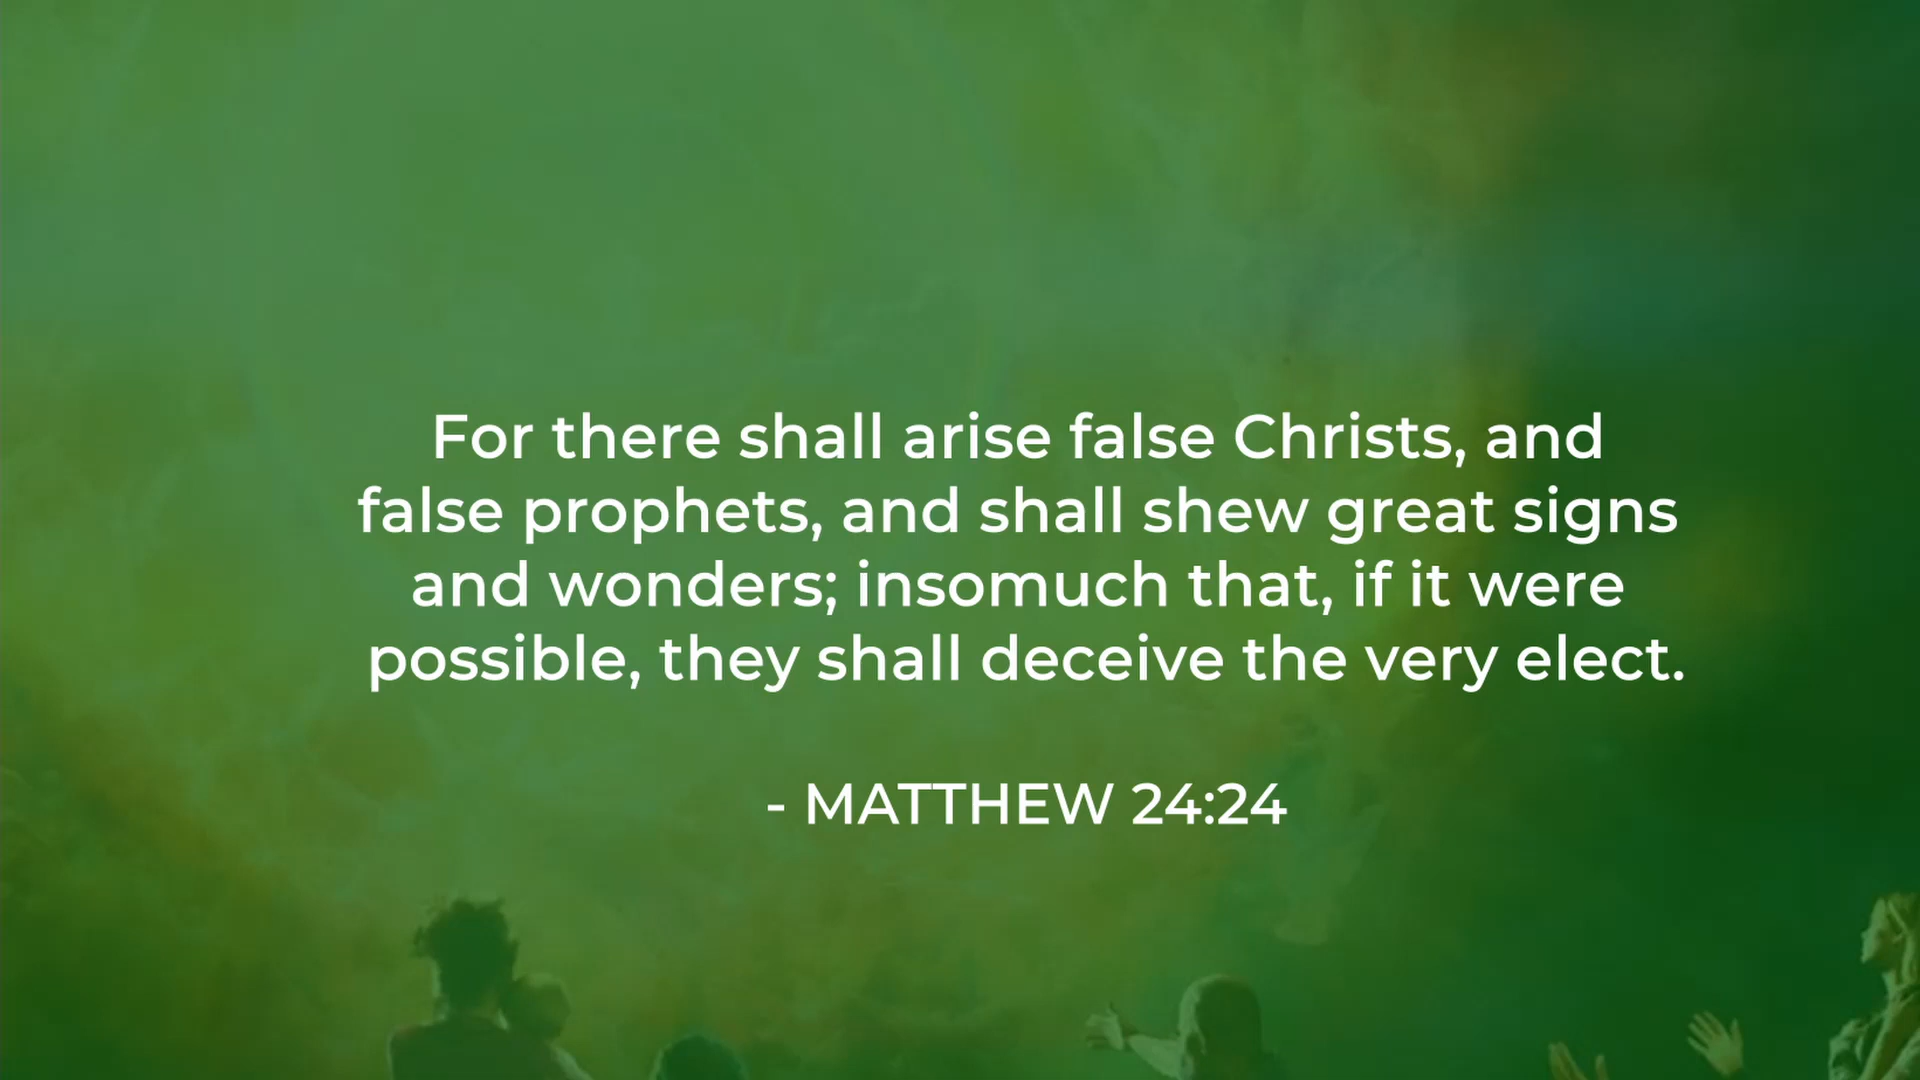 For there shall arise false Christs, and
false prophets, and shall shew great signs
and wonders; insomuch that, if it were
possible, they shall deceive the very elect.
- MATTHEW 24:24